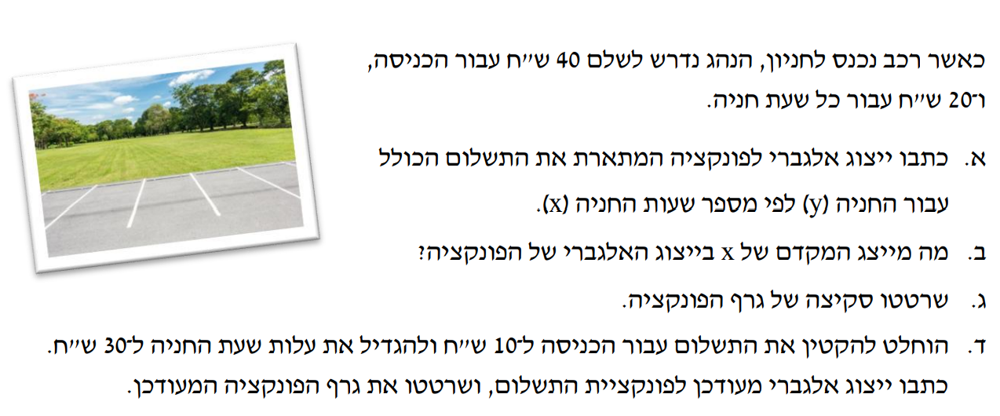 כאשר רכב נכנס לחניון, הנהג נדרש לשלם 40 ש״ח עבור הכניסה,
ו־20 ש״ח עבור כל שעת חניה.
א. כתבו ייצוג אלגברי לפונקציה המתארת את התשלום הכולל
עבור החניה (y) לפי מספר שעות החניה (x).
ב. מה מייצג המקדם של x בייצוג האלגברי של הפונקציה?
ג. שרטטו סקיצה של גרף הפונקציה.
ד. הוחלט להקטין את התשלום עבור הכניסה ל־10 ש״ח ולהגדיל את עלות שעת החניה ל־30 ש״ח.
כתבו ייצוג אלגברי מעודכן לפונקציית התשלום, ושרטטו את גרף הפונקציה המעודכן.